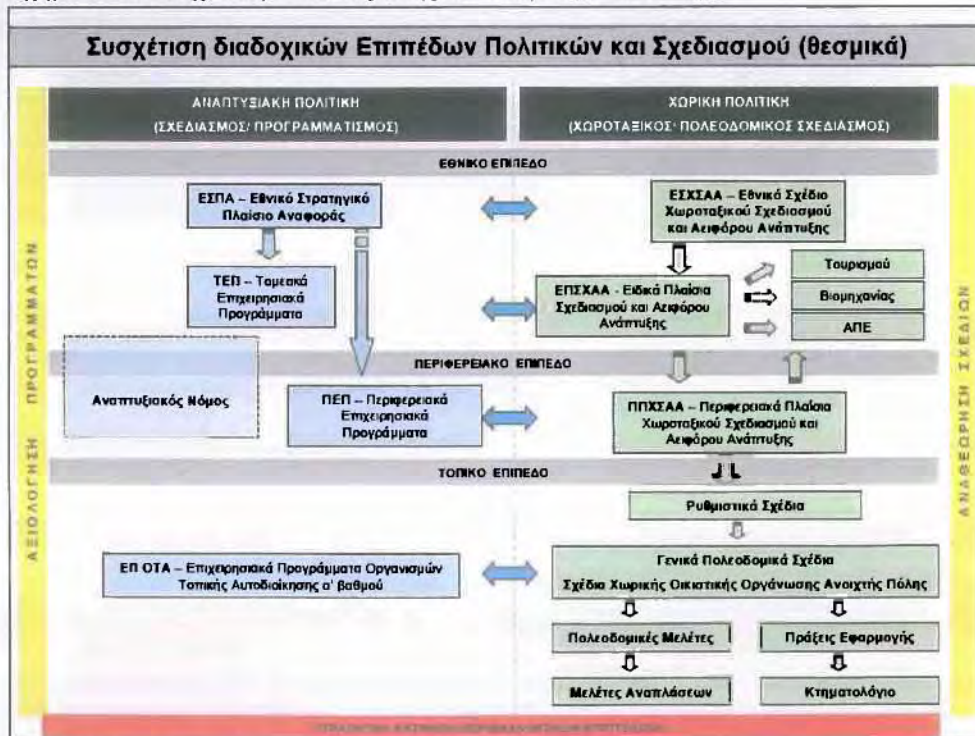 Συσχέτιση διαδοχικών Επιπέδων Πολιτικών και Σχεδιασμού (θεσμικά)
ΑΝΑΠΤΥΞΙΑΚΗ ΠΟΛΙΤΙΚΗ
(ΣΧΕΔΙΑΣΜΟΣ/ ΠΡΟΓΡΑΜΜΑΤΙΣΜΟΣ)
ΧΩΡΙΚΗ ΠΟΛΙΤΙΚΗ
(ΧΩΡΟΤΑΞΙΚΟΣ- ΠΟΛΕΟΔΟΜΙΚΟΣ ΣΧΕΔΙΑΣΜΟΣ)
ΕΘΝΙΚΟ ΕΠΙΠΕΔΟ
ΕΣΠΑ – Εθνικό Στρατηγικό
Πλαίσιο Αναφοράς
ΕΣΧΣΑΑ – Εθνικό Σχέδιο
Χωροταξικού Σχεδιασμού
και Αειφόρου Ανάπτυξης
ΤΕΠ – Τομεακά
Επιχειρησιακά
Προγράμματα
ΕΠΣΧΑΑ - Ειδικά Πλαίσια
Σχεδιασμού και Αειφόρου
Ανάπτυξης
Τουρισμού
Βιομηχανίας
ΑΠΕ
ΠΕΡΙΦΕΡΕΙΑΚΟ ΕΠΙΠΕΔΟ
Αναπτυξιακός Νόμος
ΠΕΠ – Περιφερειακά
Επιχειρησιακά
Προγράμματα
ΠΠΧΣΑΑ – Περιφερειακά Πλαίσια
Χωροταξικού Σχεδιασμού και
Αειφόρου Ανάπτυξης
ΤΟΠΙΚΟ ΕΠΙΠΕΔΟ
Ρυθμιστικά Σχέδια
ΕΠ ΟΤΑ – Επιχειρησιακά Προγράμματα Οργανισμών
Τοπικής Αυτοδιοίκησης α' βαθμού
Γενικά Πολεοδομικά Σχέδια
Σχέδια Χωρικής Οικιστικής Οργάνωσης Ανοιχτής Πόλης
Πολεοδομικές Μελέτες
Πράξεις Εφαρμογής
Μελέτες Αναπλάσεων
Κτηματολόγιο
ΑΞΙΟΛΟΓΗΣΗ ΠΡΟΓΡΑΜΜΑΤΩΝ
ΑΝΑΘΕΩΡΗΣΗ ΣΧΕΔΙΩΝ